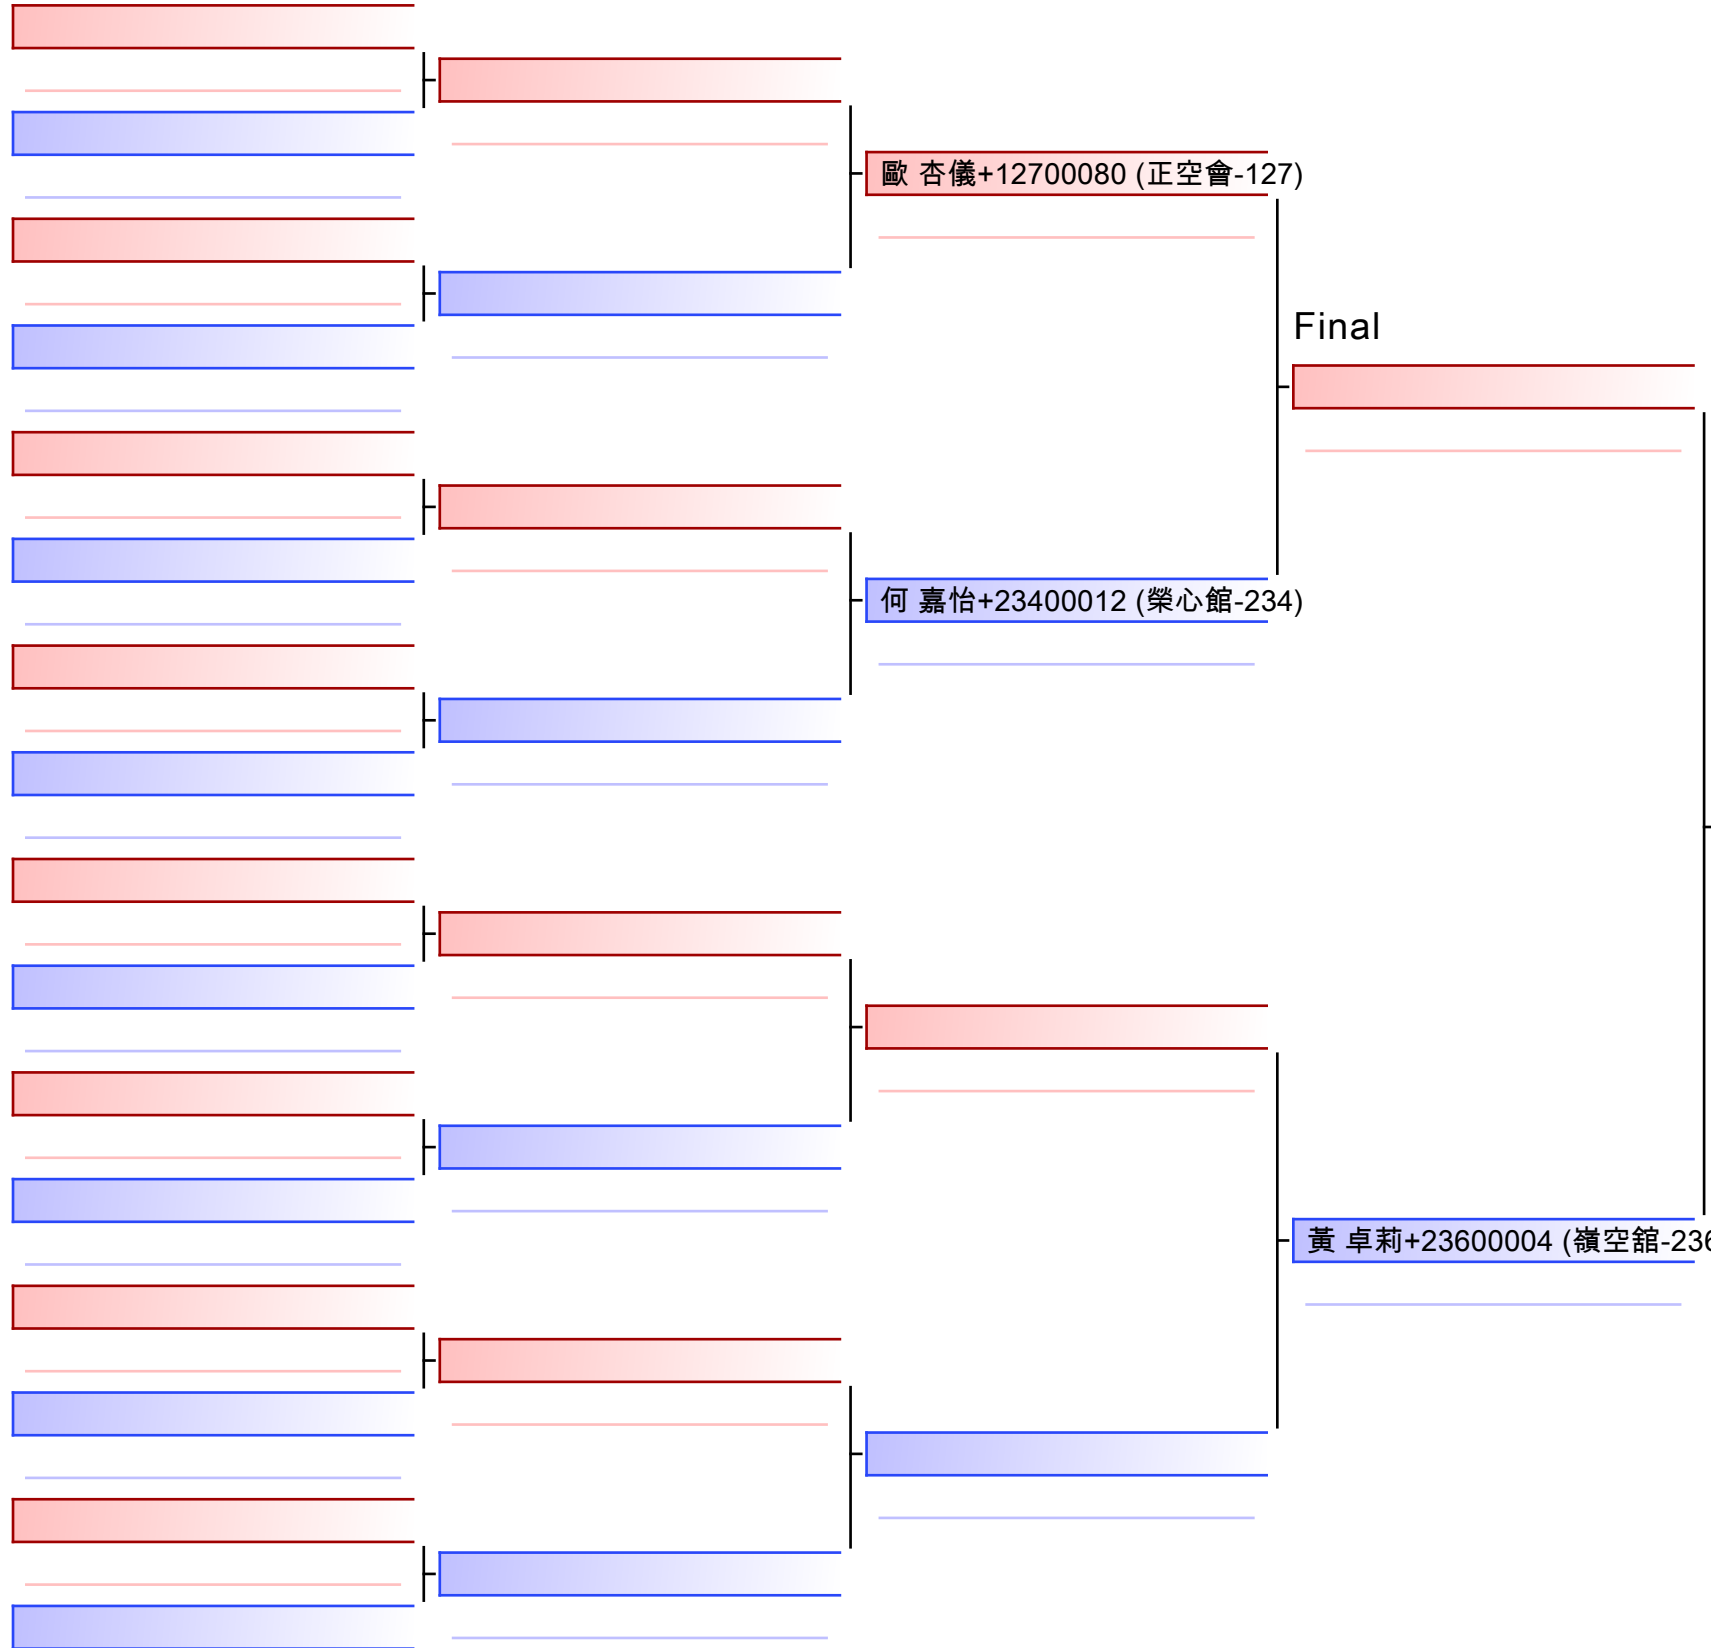 歐 杏儀+12700080 (正空會-127)
Final
何 嘉怡+23400012 (榮心館-234)
黃 卓莉+23600004 (嶺空舘-236